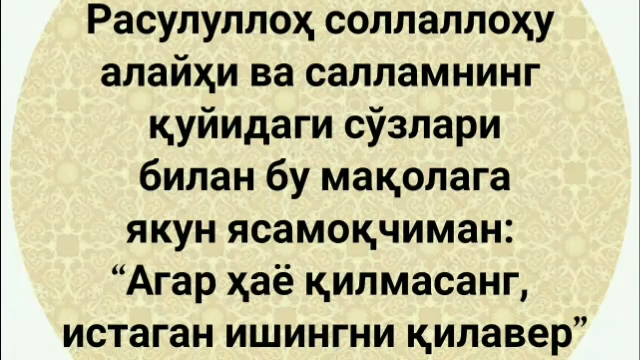 Расулуллоҳ соллаллоҳу
алайҳи ва салламнинг
қуйидаги сўзлари
билан бу мақолага
якун ясамоқчиман:
“Агар ҳаё қилмасанг,
истаган ишингни қилавер”